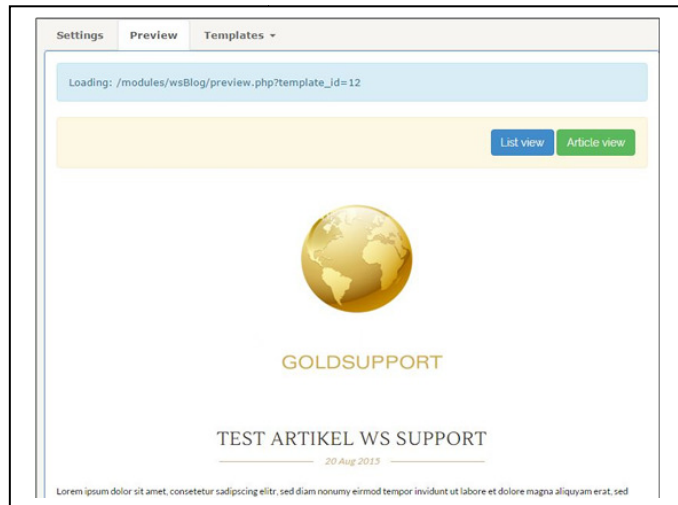 Settings Preview Templates
Loading: /modules/wsBlog/preview.php?template_id=12
List view Article view
GOLDSUPPORT
TEST ARTIKEL WS SUPPORT
20 Aug 2015
Lorem ipsum dolor sit amet, consetetur sadipscing elitr, sed diam nonumy eirmod tempor invidunt ut labore et dolore magna aliquyam erat, sed